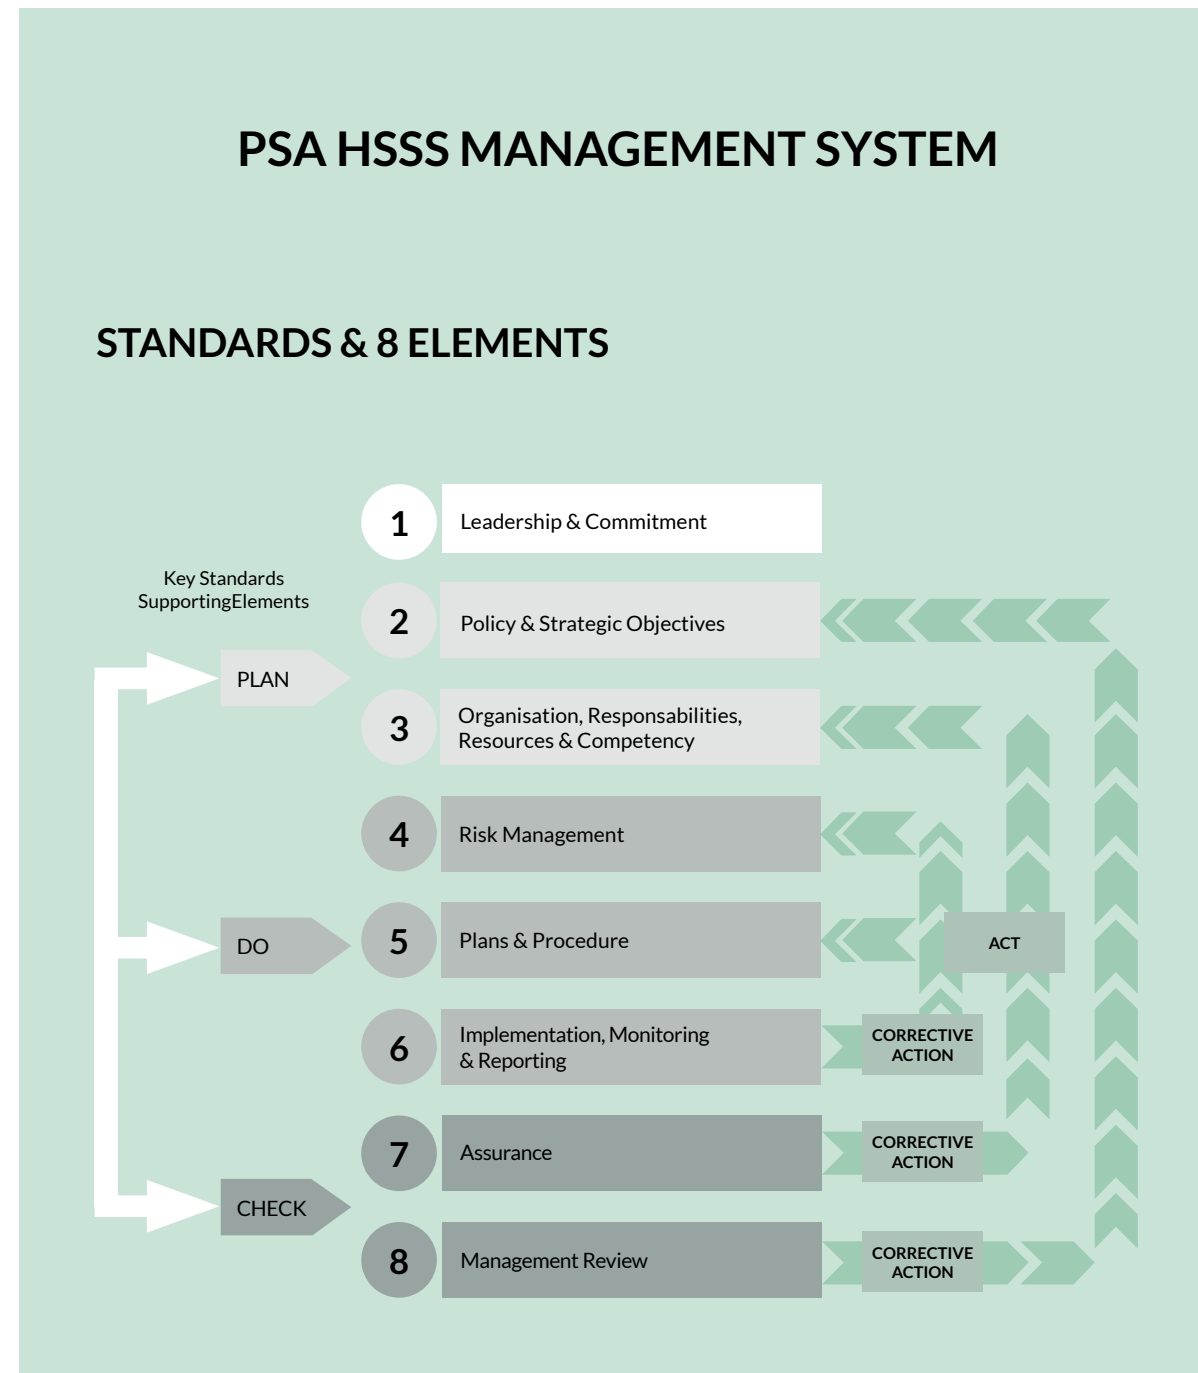 PSA HSSS MANAGEMENT SYSTEM
STANDARDS & 8 ELEMENTS
1
Leadership & Commitment
Key Standards
SupportingElements
2
Policy & Strategic Objectives
PLAN
3
Organisation, Responsabilities,
Resources & Competency
4
Risk Management
DO
5
Plans & Procedure
ACT
6
Implementation, Monitoring
& Reporting
CORRECTIVE
ACTION
7
Assurance
CORRECTIVE
ACTION
CHECK
8
Management Review
CORRECTIVE
ACTION